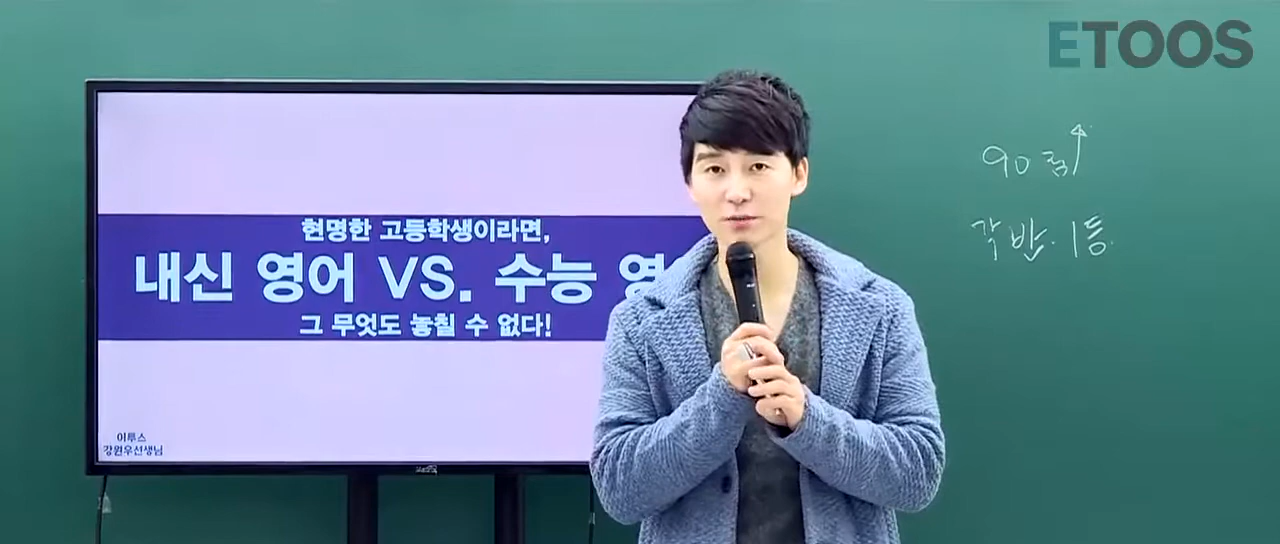 ETOOS
현명한 고등학생이라면,
내신 영어 VS. 수능 영
그 무엇도 놓칠 수 없다!
이투스
강원우선생님
90점↑
각 반. 1등.